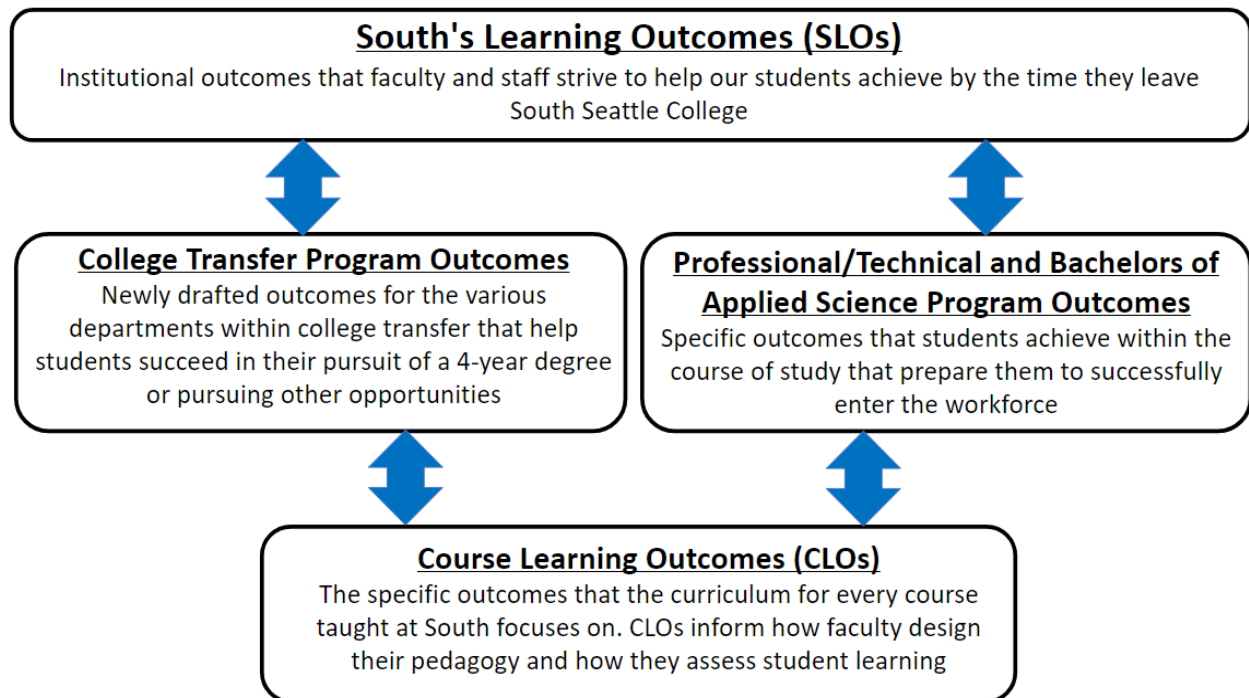 South's Learning Outcomes (SLOs)
Institutional outcomes that faculty and staff strive to help our students achieve by the time they leave
South Seattle College
College Transfer Program Outcomes
Newly drafted outcomes for the various
departments within college transfer that help
students succeed in their pursuit of a 4-year degree
or pursuing other opportunities
Professional/Technical and Bachelors of
Applied Science Program Outcomes
Specific outcomes that students achieve within the
course of study that prepare them to successfully
enter the workforce
Course Learning Outcomes (CLOs)
The specific outcomes that the curriculum for every course
taught at South focuses on. CLOs inform how faculty design
their pedagogy and how they assess student learning